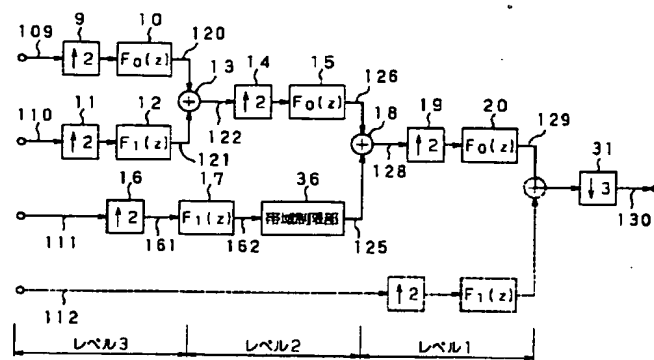 9 10 120
109 ↑2 F₀(z) 13 14 15 126
11 12 + ↑2 F₀(z) 18 19 20 129
110 ↑2 F₁(z) 121 122 + ↑2 F₀(z) 31
16 17 36 128 + ↓3
111 ↑2 161 F₁(z) 162 帯域制限部 125 130
112 ↑2 F₁(z)
レベル3 レベル2 レベル1